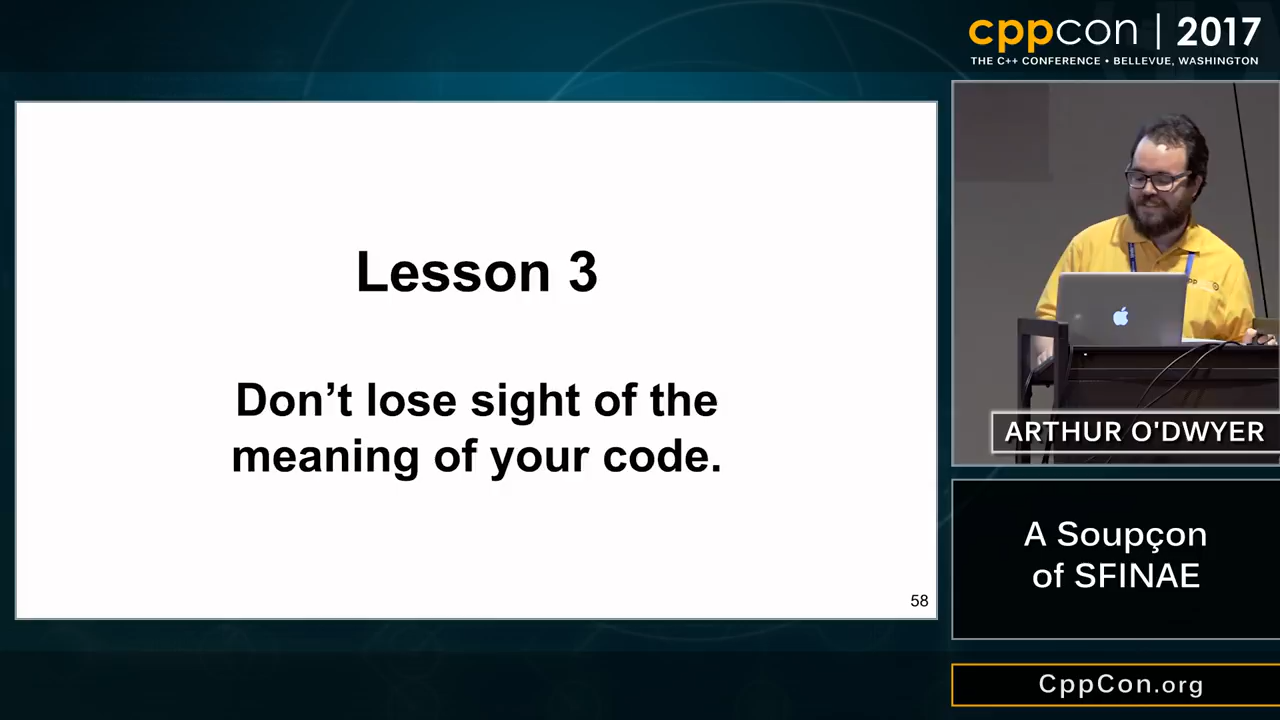 cppcon | 2017
THE C++ CONFERENCE • BELLEVUE, WASHINGTON
Lesson 3
Don't lose sight of the
meaning of your code.
58
ARTHUR O'DWYER
A Soupçon
of SFINAE
CppCon.org